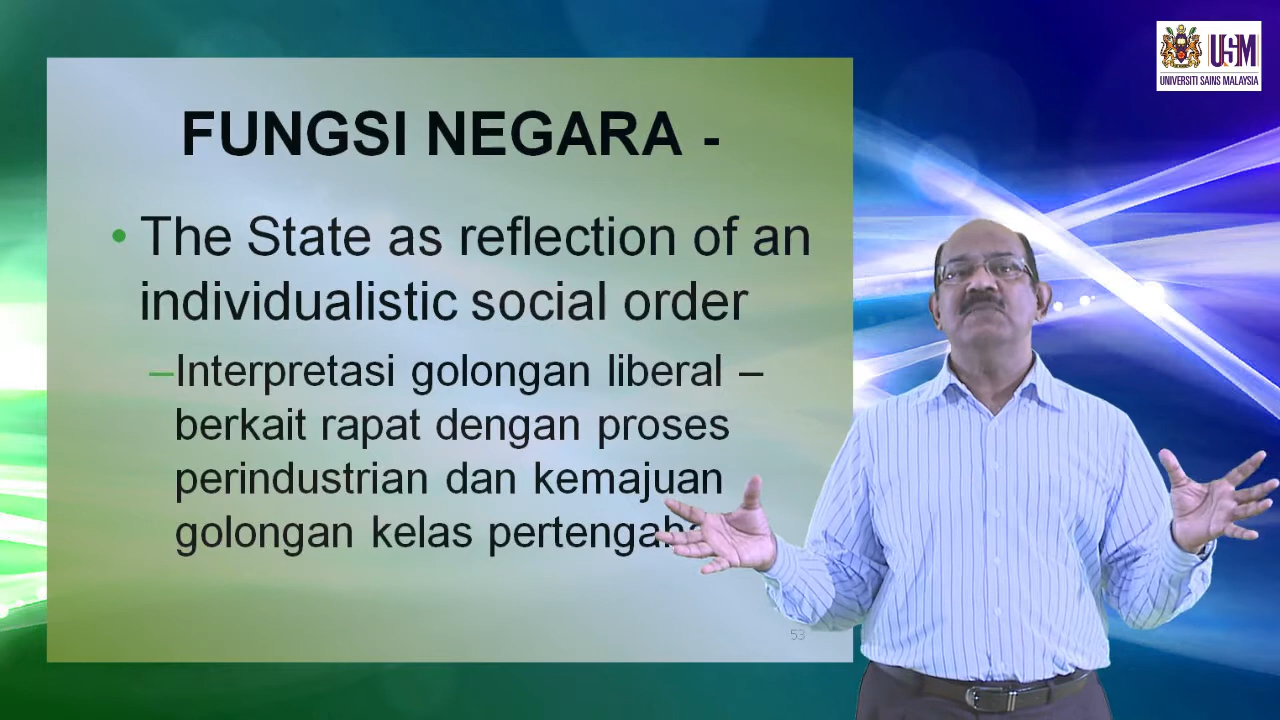 USM
UNIVERSITI SAINS MALAYSIA
FUNGSI NEGARA -
• The State as reflection of an
individualistic social order
–Interpretasi golongan liberal –
berkait rapat dengan proses
perindustrian dan kemajuan
golongan kelas pertengahan
53